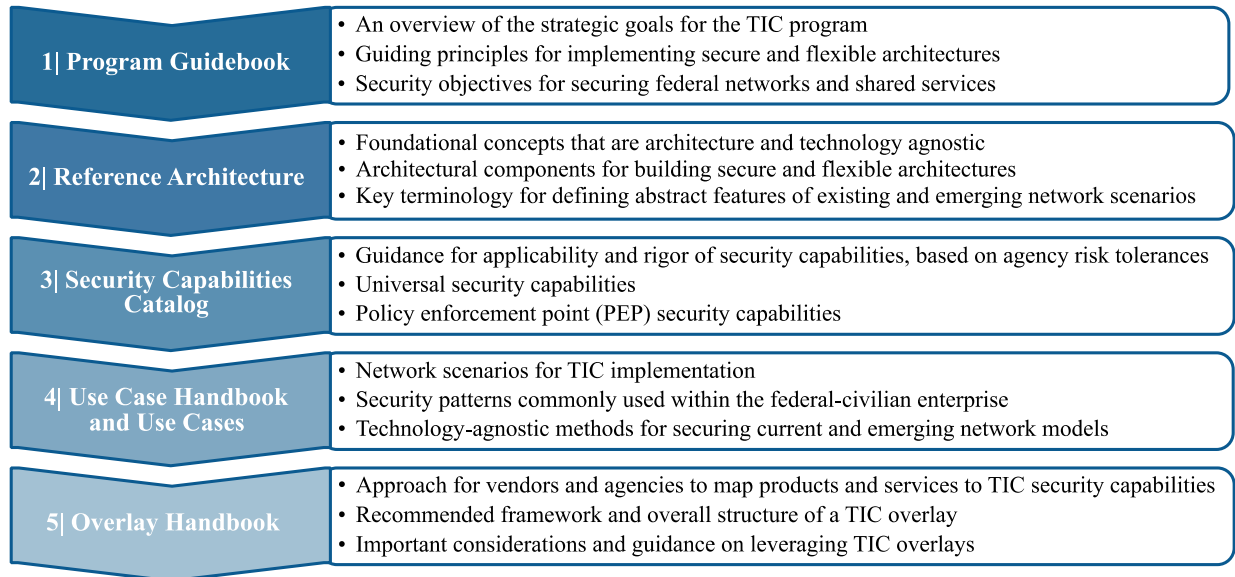 1| Program Guidebook
• An overview of the strategic goals for the TIC program
• Guiding principles for implementing secure and flexible architectures
• Security objectives for securing federal networks and shared services
2| Reference Architecture
• Foundational concepts that are architecture and technology agnostic
• Architectural components for building secure and flexible architectures
• Key terminology for defining abstract features of existing and emerging network scenarios
3| Security Capabilities
Catalog
• Guidance for applicability and rigor of security capabilities, based on agency risk tolerances
• Universal security capabilities
• Policy enforcement point (PEP) security capabilities
4| Use Case Handbook
and Use Cases
• Network scenarios for TIC implementation
• Security patterns commonly used within the federal-civilian enterprise
• Technology-agnostic methods for securing current and emerging network models
5| Overlay Handbook
• Approach for vendors and agencies to map products and services to TIC security capabilities
• Recommended framework and overall structure of a TIC overlay
• Important considerations and guidance on leveraging TIC overlays